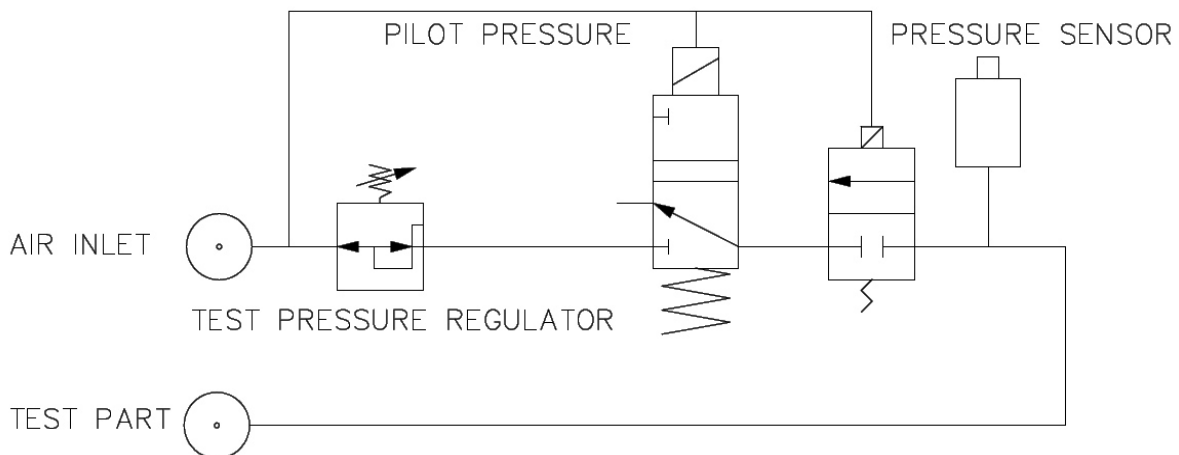 PILOT PRESSURE
PRESSURE SENSOR
AIR INLET
TEST PRESSURE REGULATOR
TEST PART